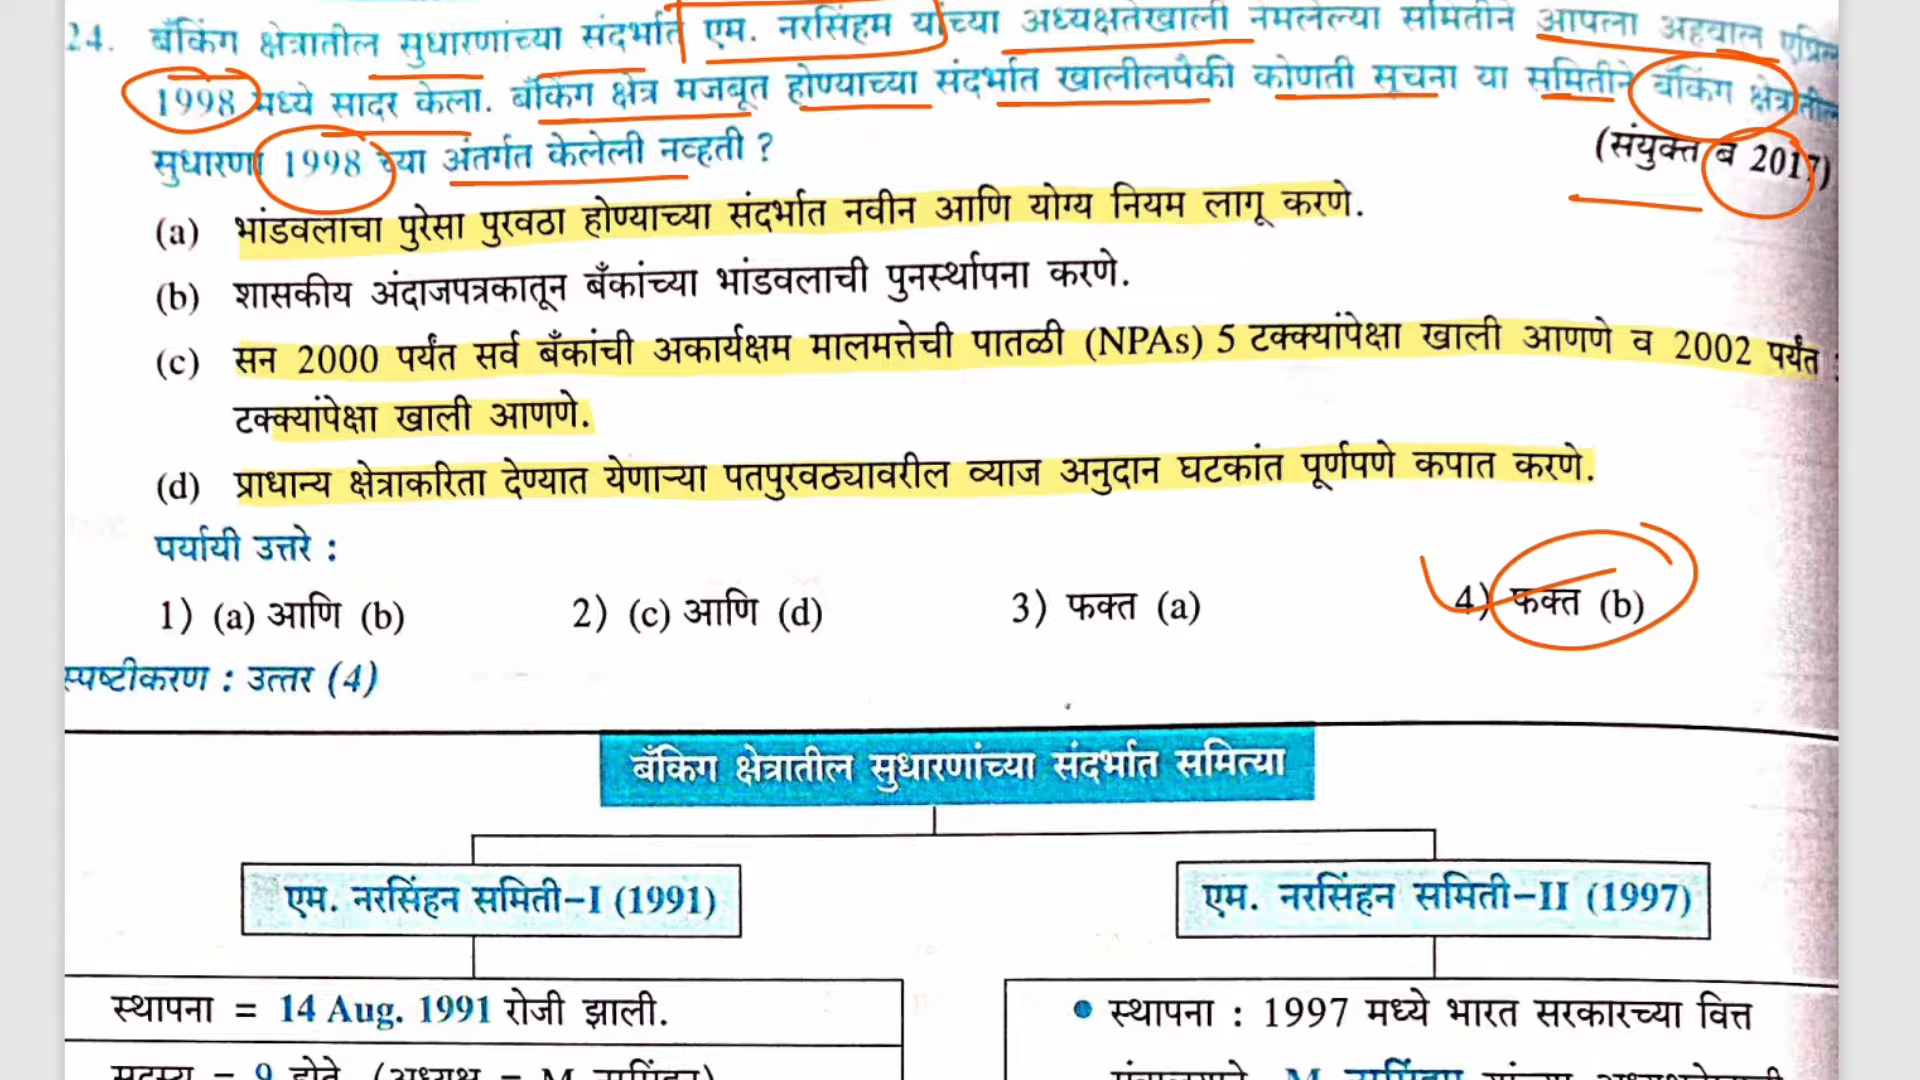 24. बँकिंग क्षेत्रातील सुधारणांच्या संदर्भात एम. नरसिंहम यांच्या अध्यक्षतेखाली नेमलेल्या समितीने आपला अहवाल एप्रिल
1998 मध्ये सादर केला. बँकिंग क्षेत्र मजबूत होण्याच्या संदर्भात खालीलपैकी कोणती सूचना या समितीने बँकिंग क्षेत्रातील
सुधारणा 1998 च्या अंतर्गत केलेली नव्हती ?
(संयुक्त ब 2017)
(a) भांडवलाचा पुरेसा पुरवठा होण्याच्या संदर्भात नवीन आणि योग्य नियम लागू करणे.
(b) शासकीय अंदाजपत्रकातून बँकांच्या भांडवलाची पुनर्स्थापना करणे.
(c) सन 2000 पर्यंत सर्व बँकांची अकार्यक्षम मालमत्तेची पातळी (NPAs) 5 टक्क्यांपेक्षा खाली आणणे व 2002 पर्यंत
टक्क्यांपेक्षा खाली आणणे.
(d) प्राधान्य क्षेत्राकरिता देण्यात येणाऱ्या पतपुरवठ्यावरील व्याज अनुदान घटकांत पूर्णपणे कपात करणे.
पर्यायी उत्तरे :
1) (a) आणि (b) 2) (c) आणि (d) 3) फक्त (a) 4) फक्त (b)
स्पष्टीकरण : उत्तर (4)
बँकिंग क्षेत्रातील सुधारणांच्या संदर्भात समित्या
एम. नरसिंहन समिती-I (1991)
एम. नरसिंहन समिती-II (1997)
स्थापना = 14 Aug. 1991 रोजी झाली.
• स्थापना : 1997 मध्ये भारत सरकारच्या वित्त